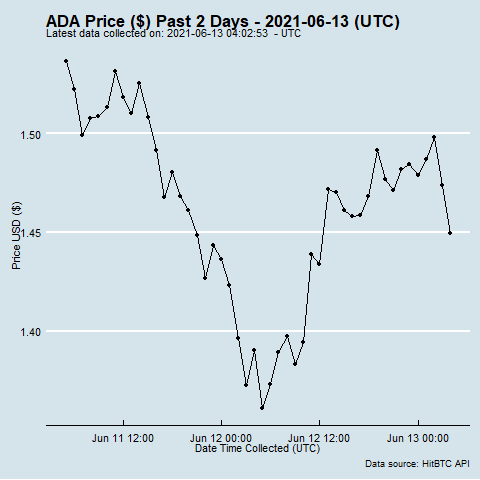 ADA Price ($) Past 2 Days - 2021-06-13 (UTC)
Latest data collected on: 2021-06-13 04:02:53 - UTC
1.50
1.45
1.40
Price USD ($)
Jun 11 12:00 Jun 12 00:00 Jun 12 12:00 Jun 13 00:00
Date Time Collected (UTC)
Data source: HitBTC API